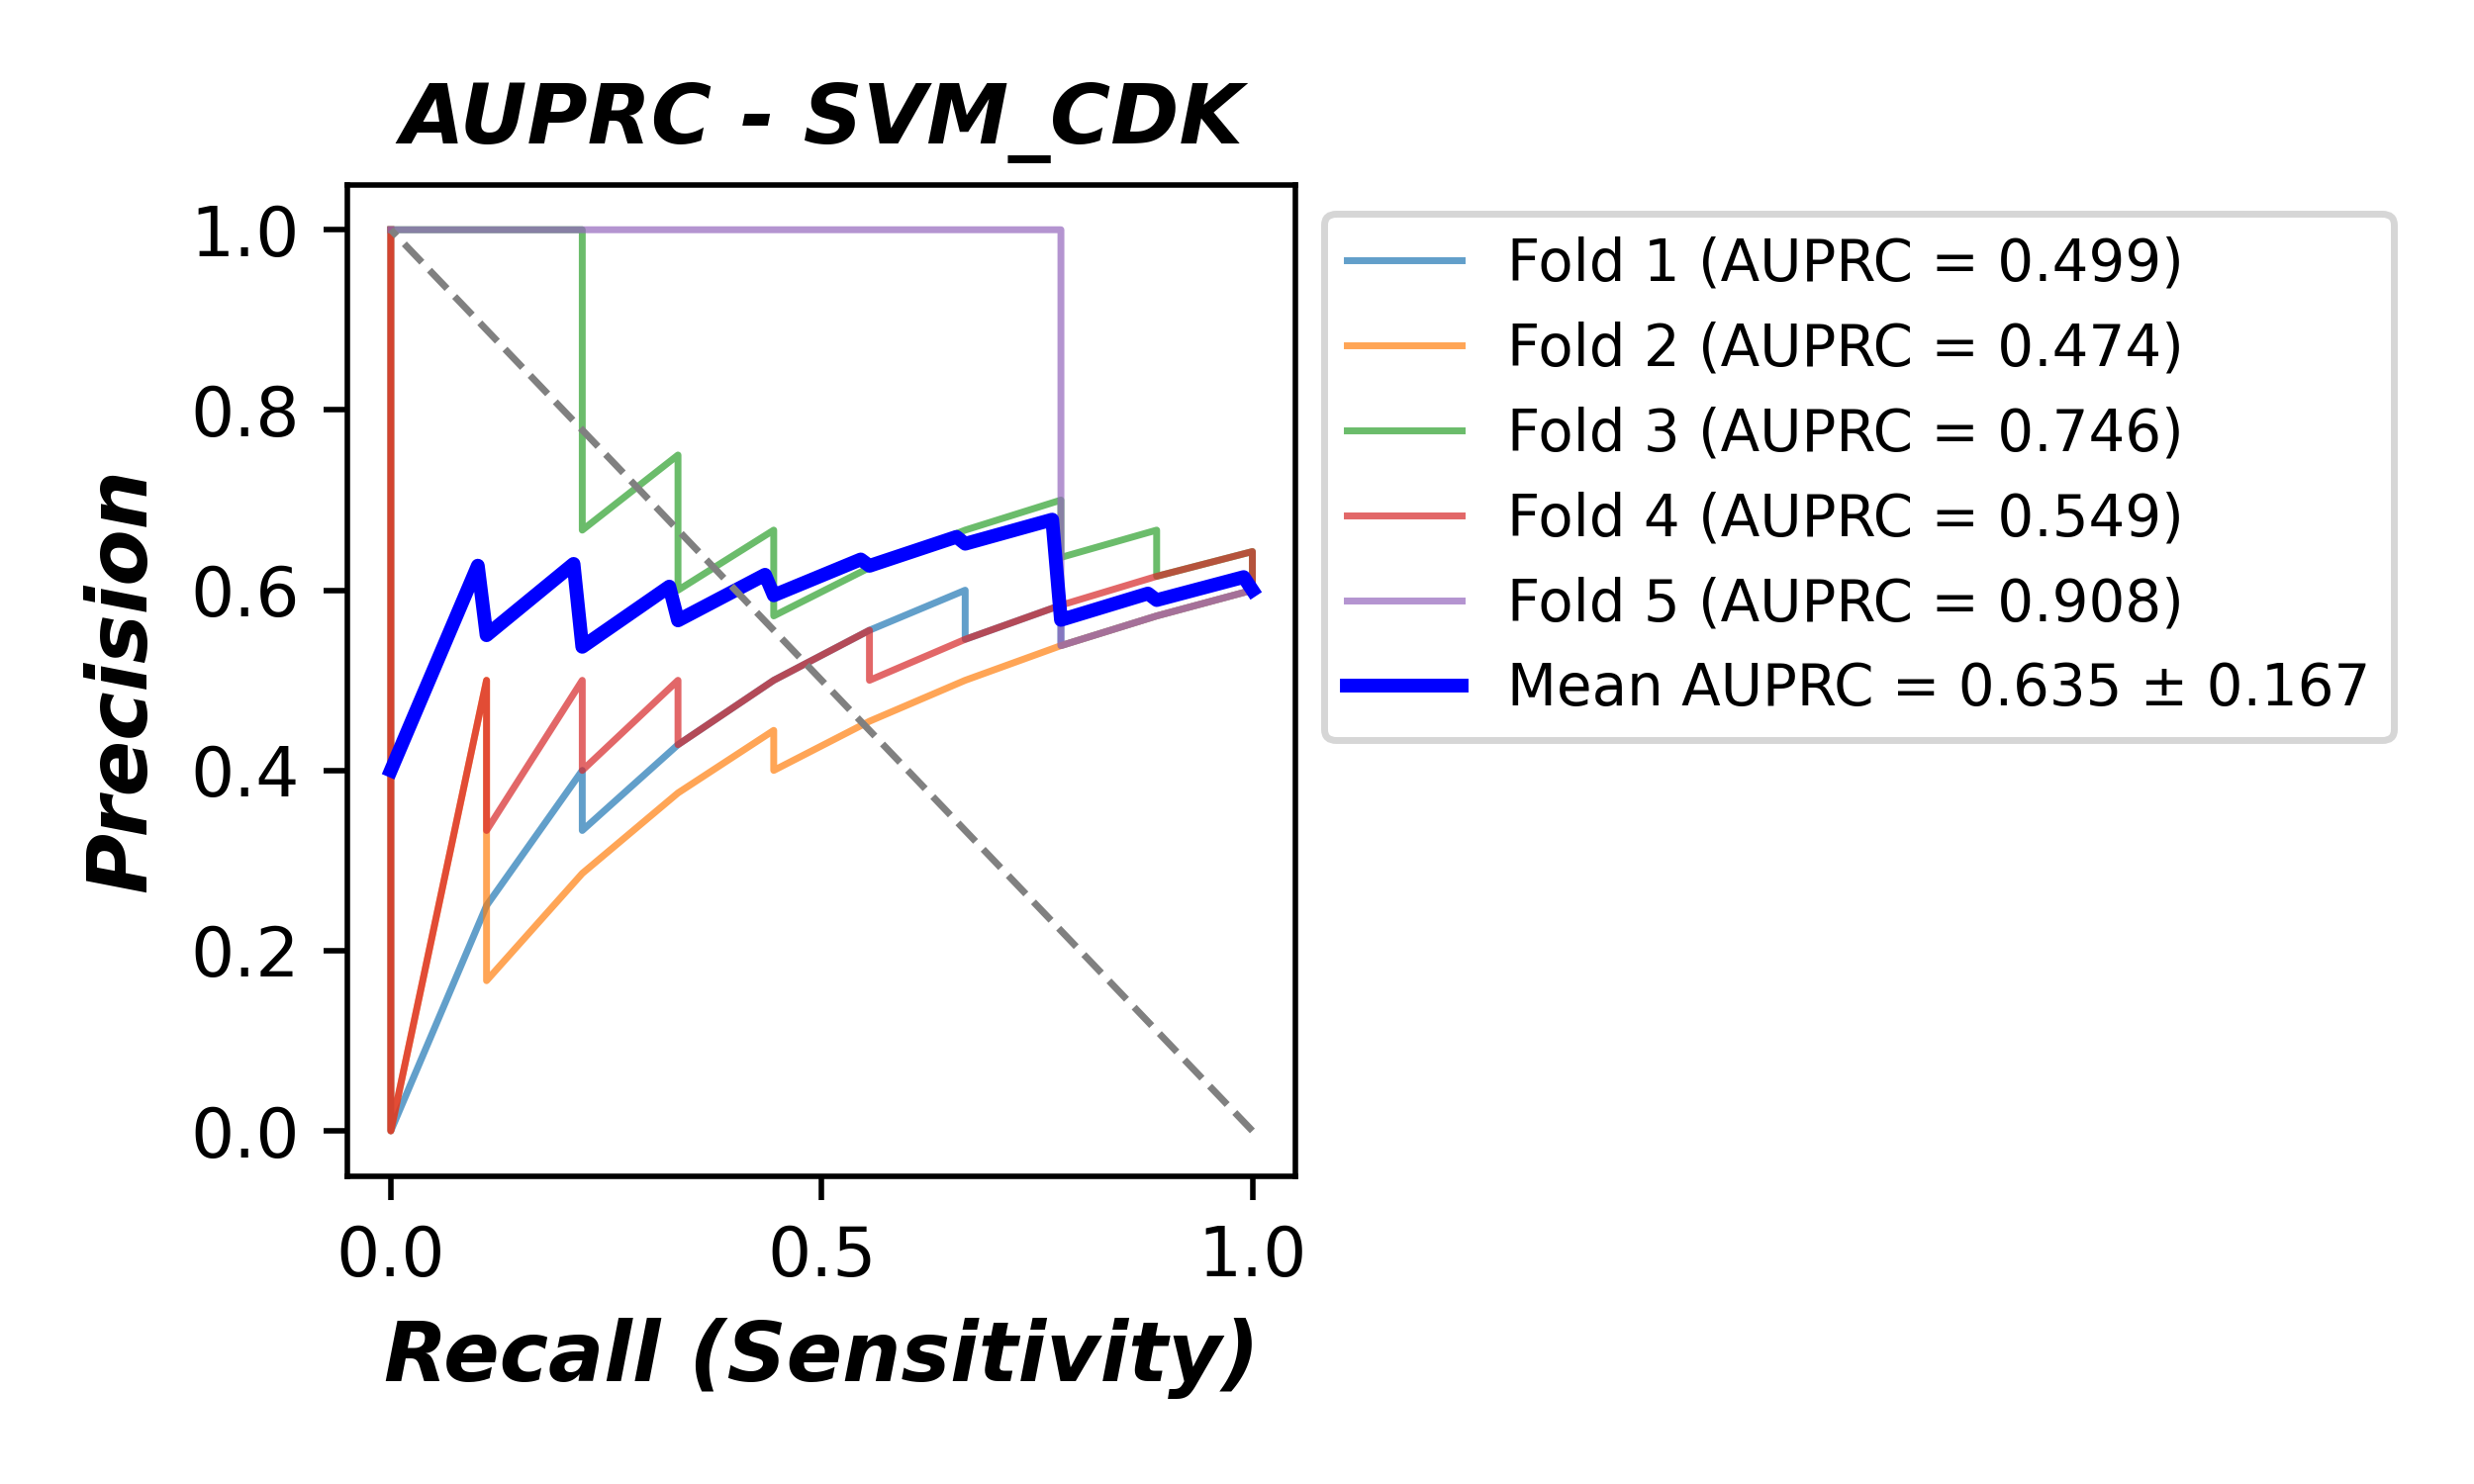 AUPRC - SVM_CDK
Precision
1.0
0.8
0.6
0.4
0.2
0.0
0.0 0.5 1.0
Recall (Sensitivity)
Fold 1 (AUPRC = 0.499)
Fold 2 (AUPRC = 0.474)
Fold 3 (AUPRC = 0.746)
Fold 4 (AUPRC = 0.549)
Fold 5 (AUPRC = 0.908)
Mean AUPRC = 0.635 ± 0.167